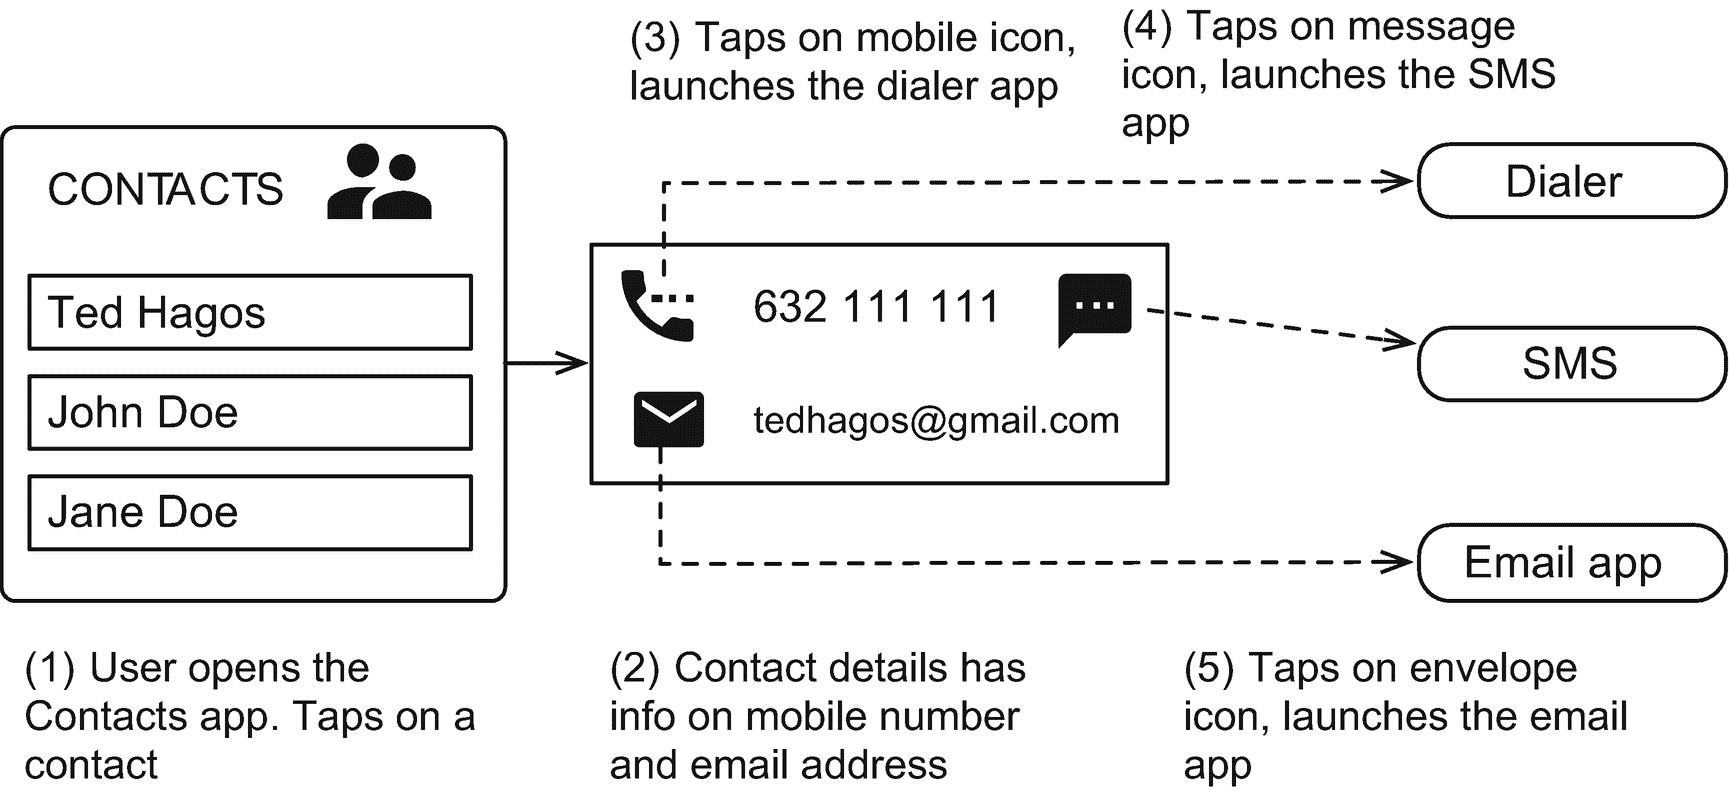 (3) Taps on mobile icon,
launches the dialer app
(4) Taps on message
icon, launches the SMS
app
CONTACTS
Ted Hagos
John Doe
Jane Doe
632 111 111
tedhagos@gmail.com
Dialer
SMS
Email app
(1) User opens the
Contacts app. Taps on a
contact
(2) Contact details has
info on mobile number
and email address
(5) Taps on envelope
icon, launches the email
app